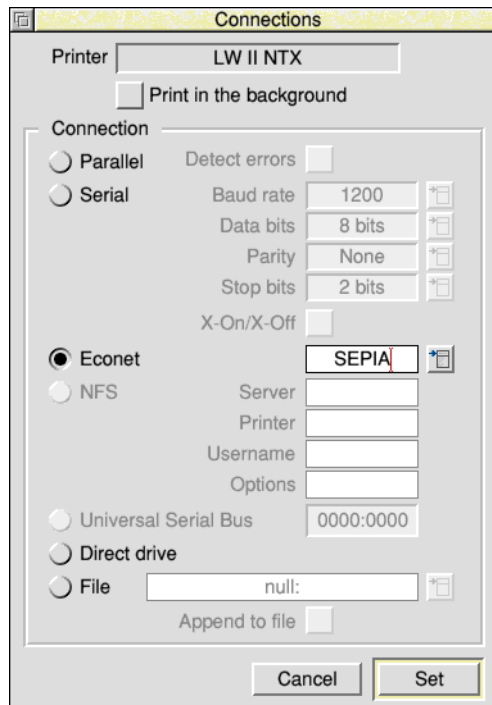 Connections
Printer LW II NTX
Print in the background
Connection
Parallel Detect errors
Serial Baud rate 1200
Data bits 8 bits
Parity None
Stop bits 2 bits
X-On/X-Off
Econet SEPIA
NFS Server
Printer
Username
Options
Universal Serial Bus 0000:0000
Direct drive
File null:
Append to file
Cancel Set